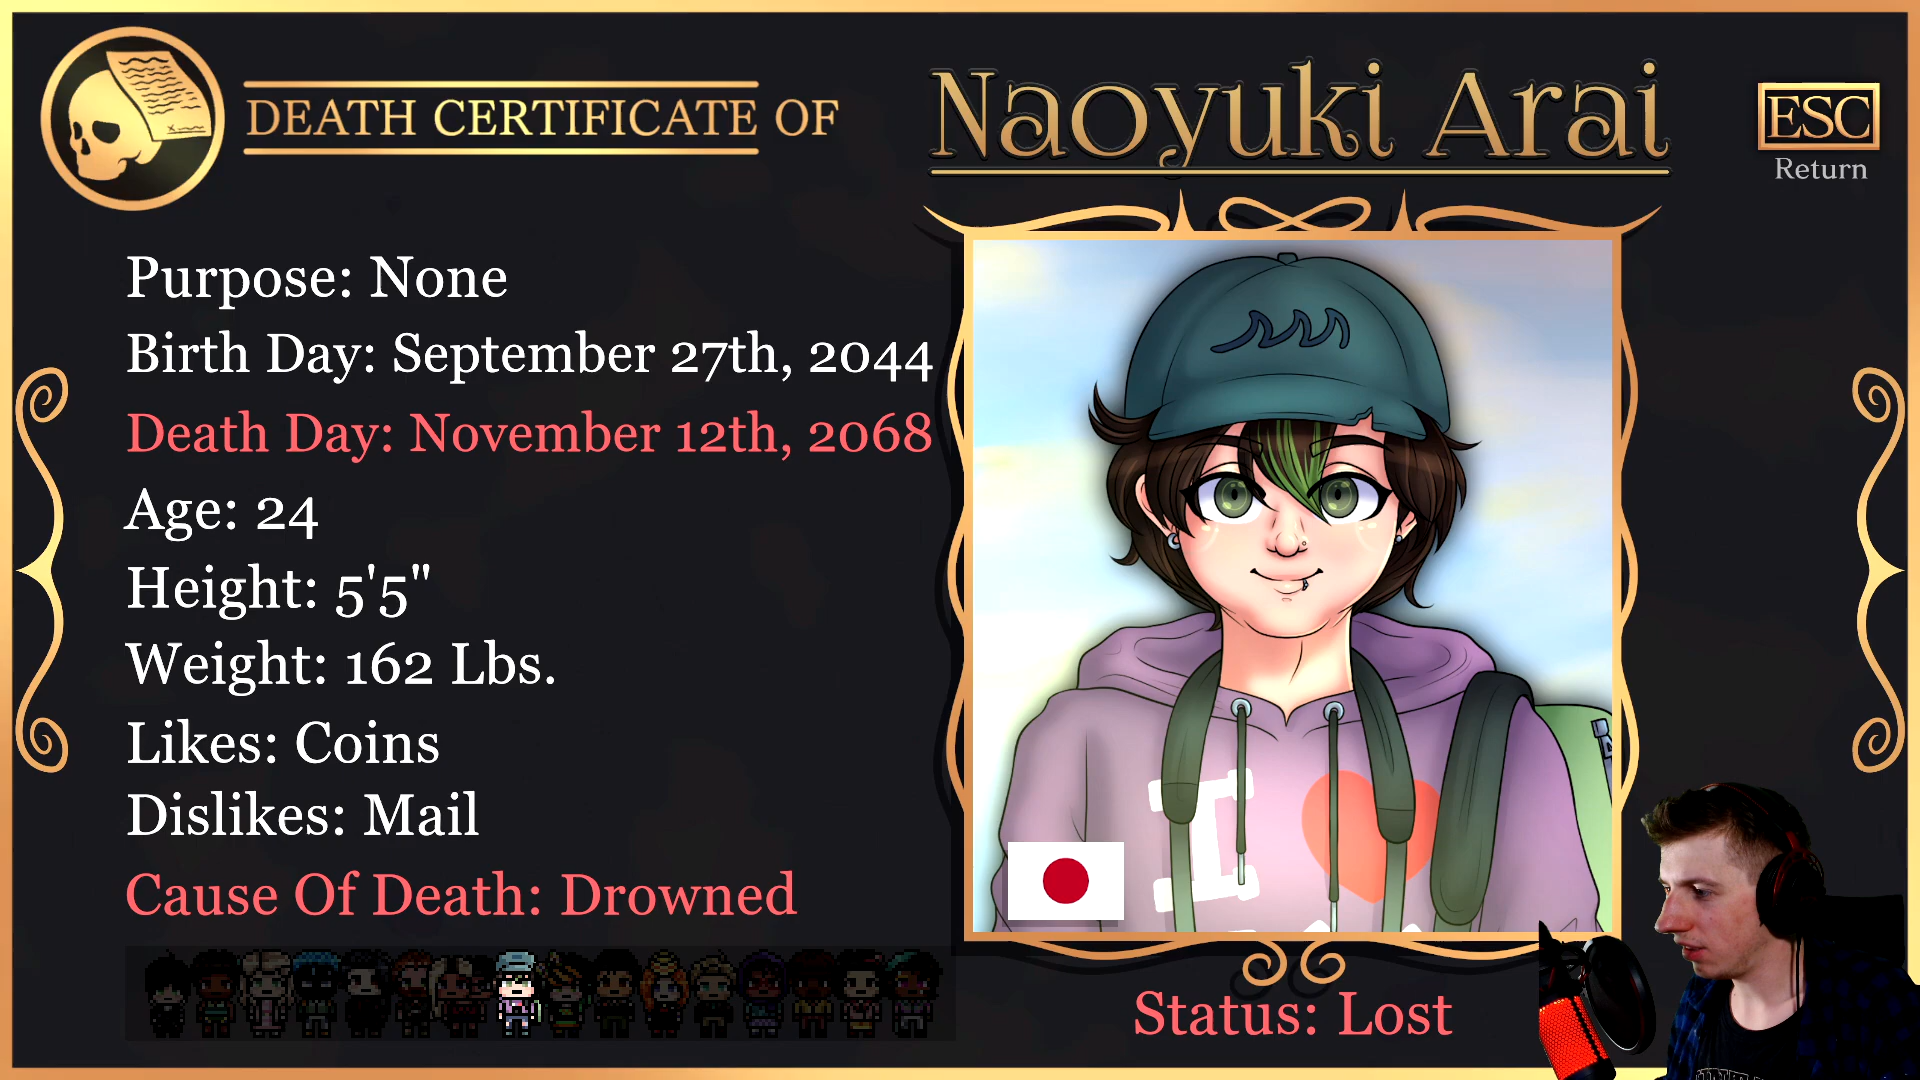 DEATH CERTIFICATE OF
Naoyuki Arai
ESC
Return
Purpose: None
Birth Day: September 27th, 2044
Death Day: November 12th, 2068
Age: 24
Height: 5'5"
Weight: 162 Lbs.
Likes: Coins
Dislikes: Mail
Cause Of Death: Drowned
I
Status: Lost